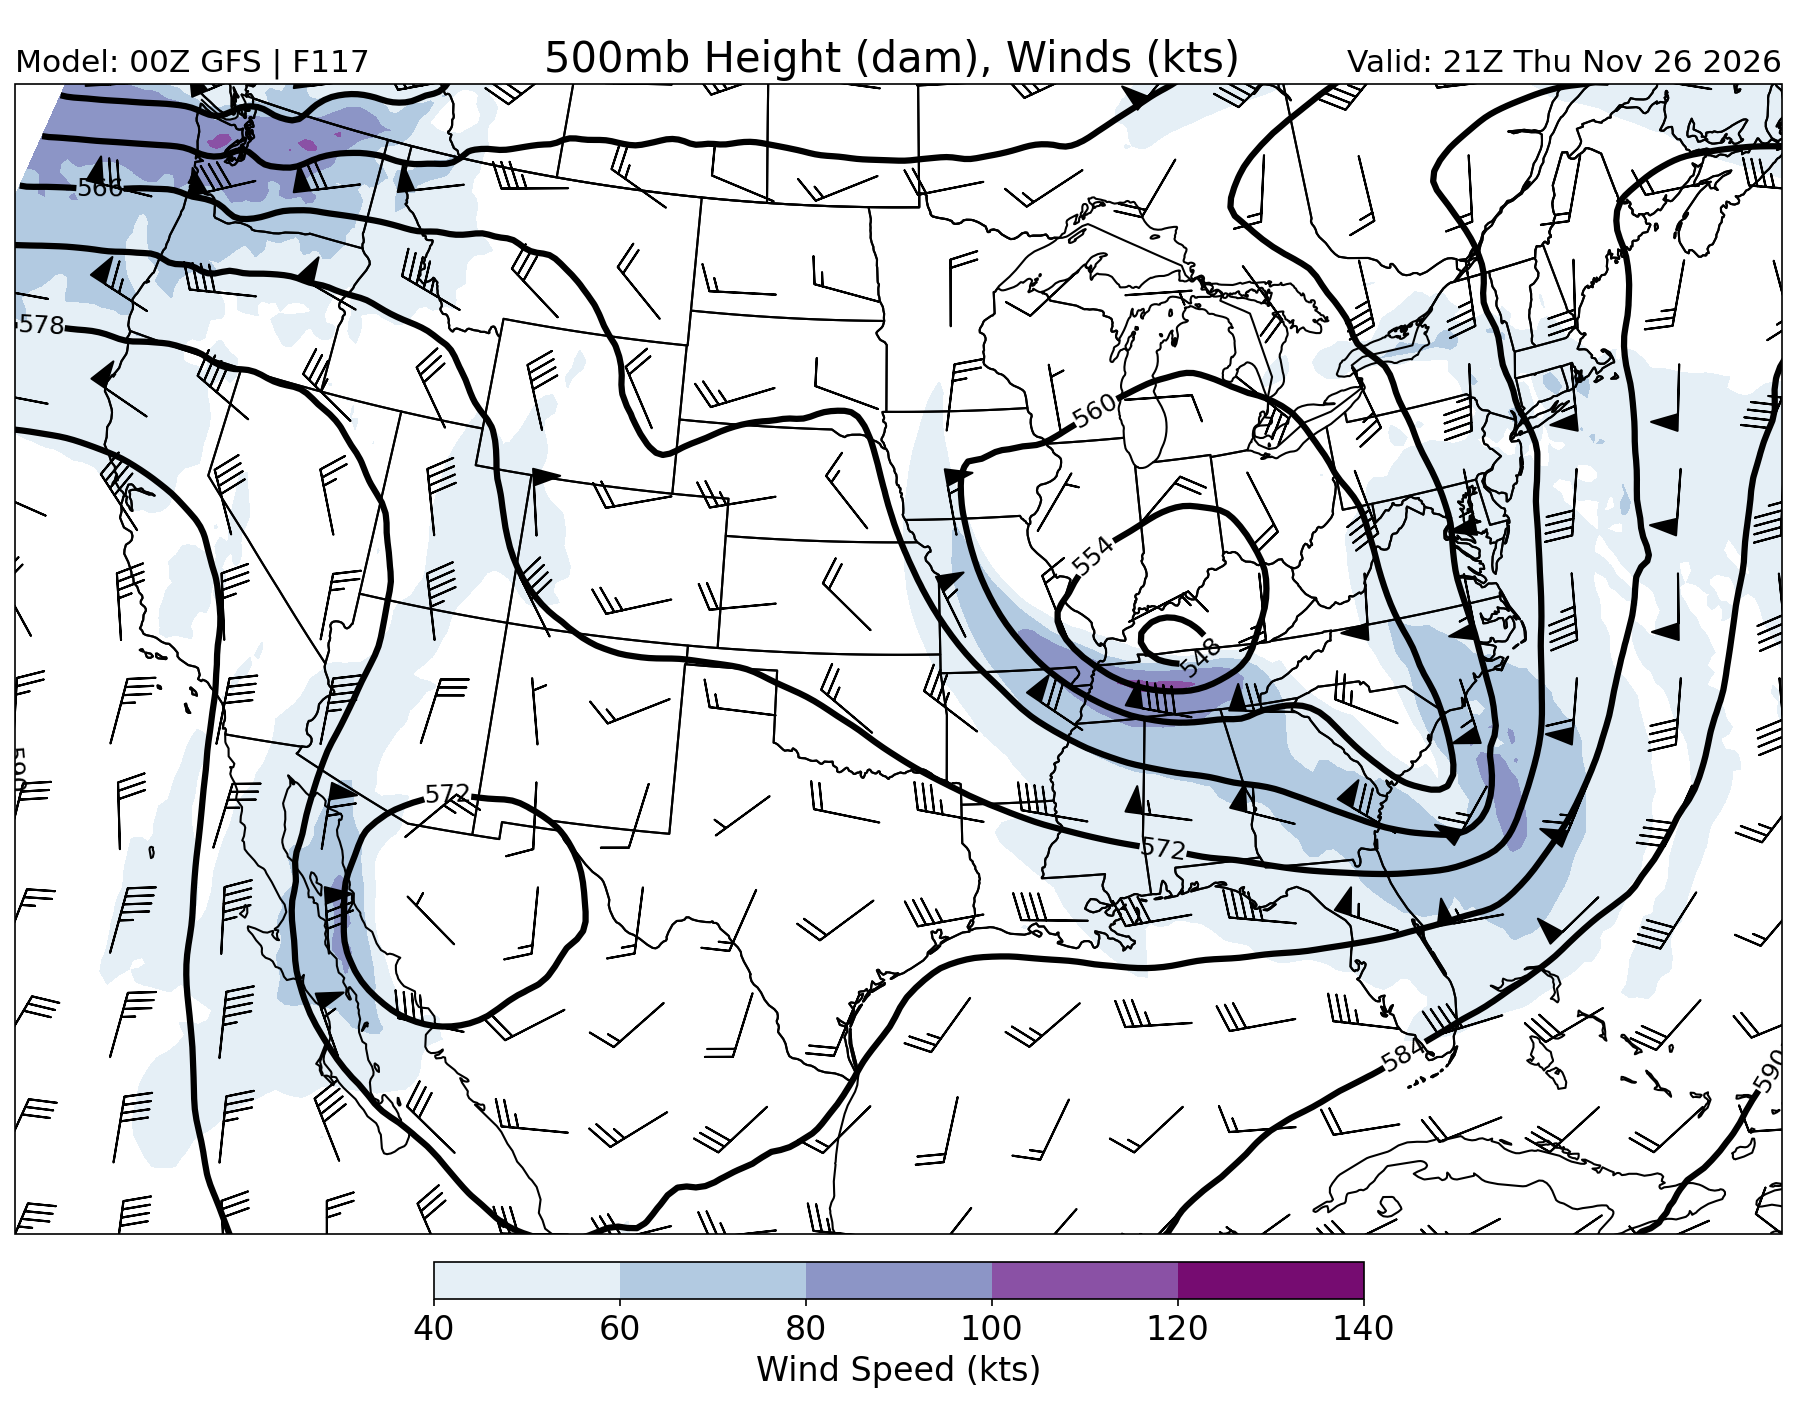 Model: 00Z GFS | F117
500mb Height (dam), Winds (kts)
Valid: 21Z Thu Nov 26 2026
566
578
560
554
548
572
572
584
590
40 60 80 100 120 140
Wind Speed (kts)